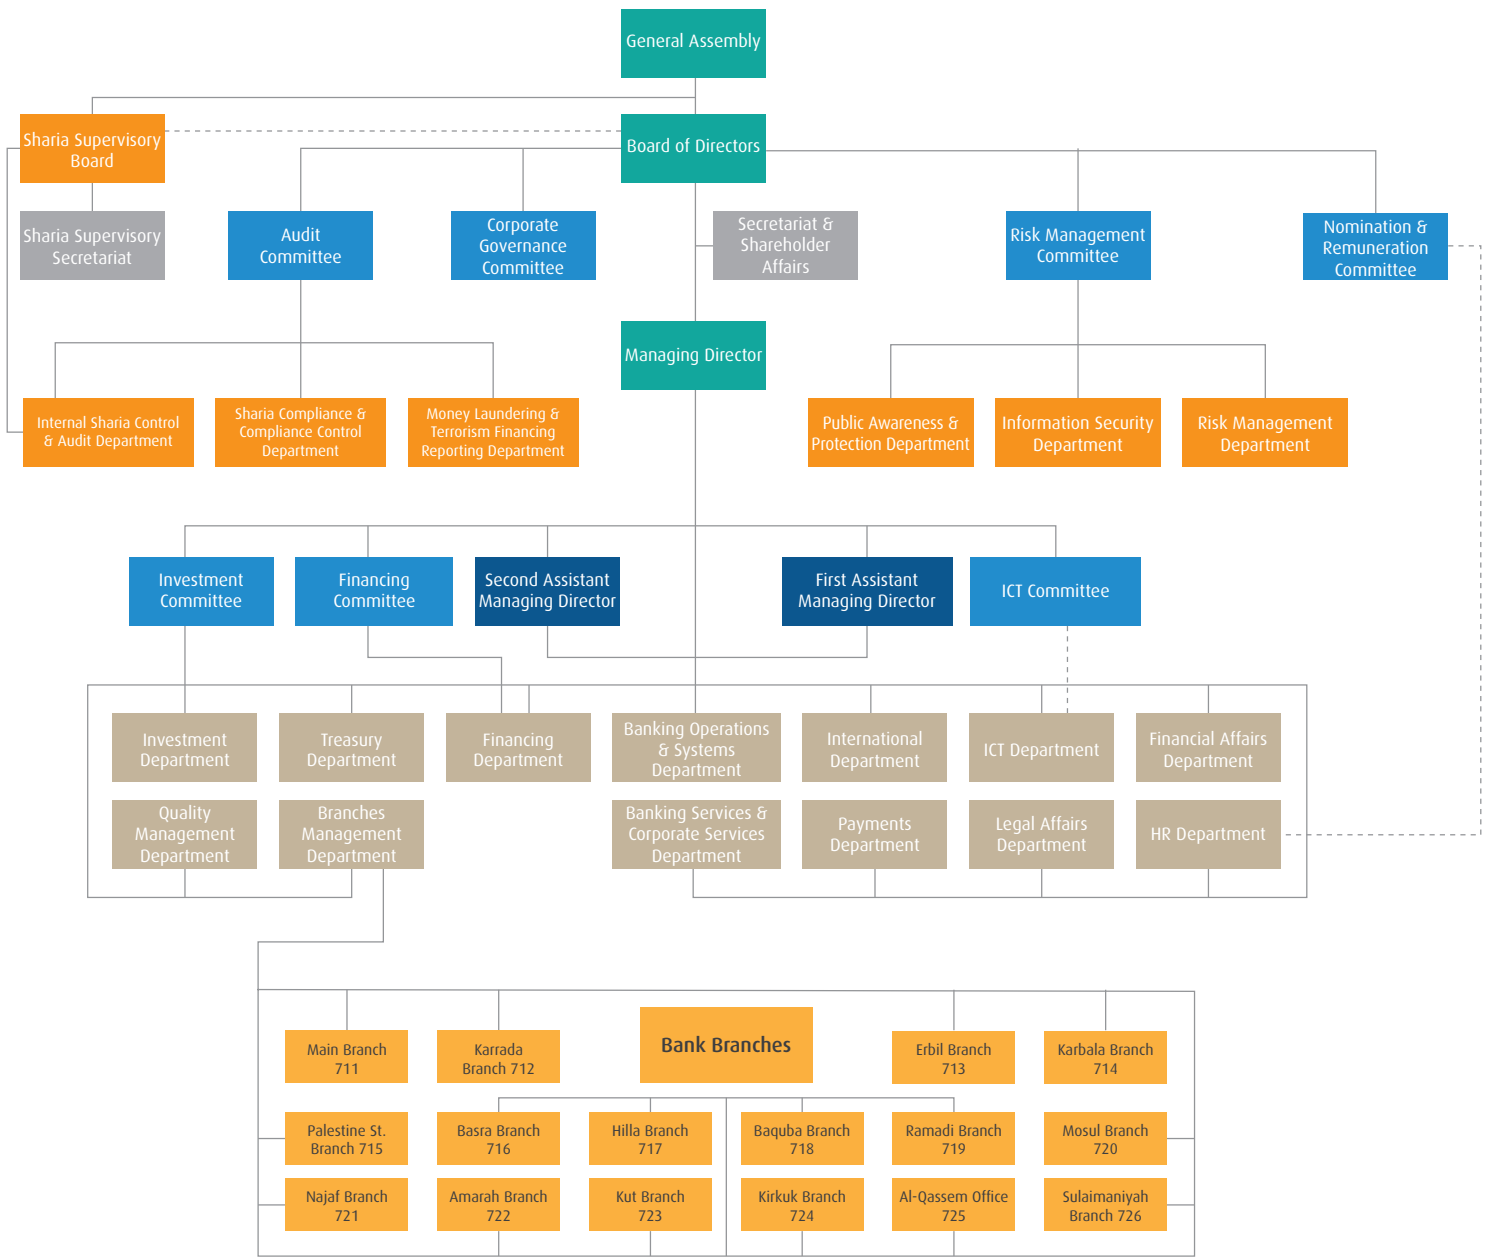 General Assembly
Sharia Supervisory
Board
Board of Directors
Sharia Supervisory
Secretariat
Audit
Committee
Corporate
Governance
Committee
Secretariat &
Shareholder
Affairs
Risk Management
Committee
Nomination &
Remuneration
Committee
Managing Director
Internal Sharia Control
& Audit Department
Sharia Compliance &
Compliance Control
Department
Money Laundering &
Terrorism Financing
Reporting Department
Public Awareness &
Protection Department
Information Security
Department
Risk Management
Department
Investment
Committee
Financing
Committee
Second Assistant
Managing Director
First Assistant
Managing Director
ICT Committee
Investment
Department
Treasury
Department
Financing
Department
Banking Operations
& Systems
Department
International
Department
ICT Department
Financial Affairs
Department
Quality
Management
Department
Branches
Management
Department
Banking Services &
Corporate Services
Department
Payments
Department
Legal Affairs
Department
HR Department
Main Branch
711
Karrada
Branch 712
Bank Branches
Erbil Branch
713
Karbala Branch
714
Palestine St.
Branch 715
Basra Branch
716
Hilla Branch
717
Baquba Branch
718
Ramadi Branch
719
Mosul Branch
720
Najaf Branch
721
Amarah Branch
722
Kut Branch
723
Kirkuk Branch
724
Al-Qassem Office
725
Sulaimaniyah
Branch 726